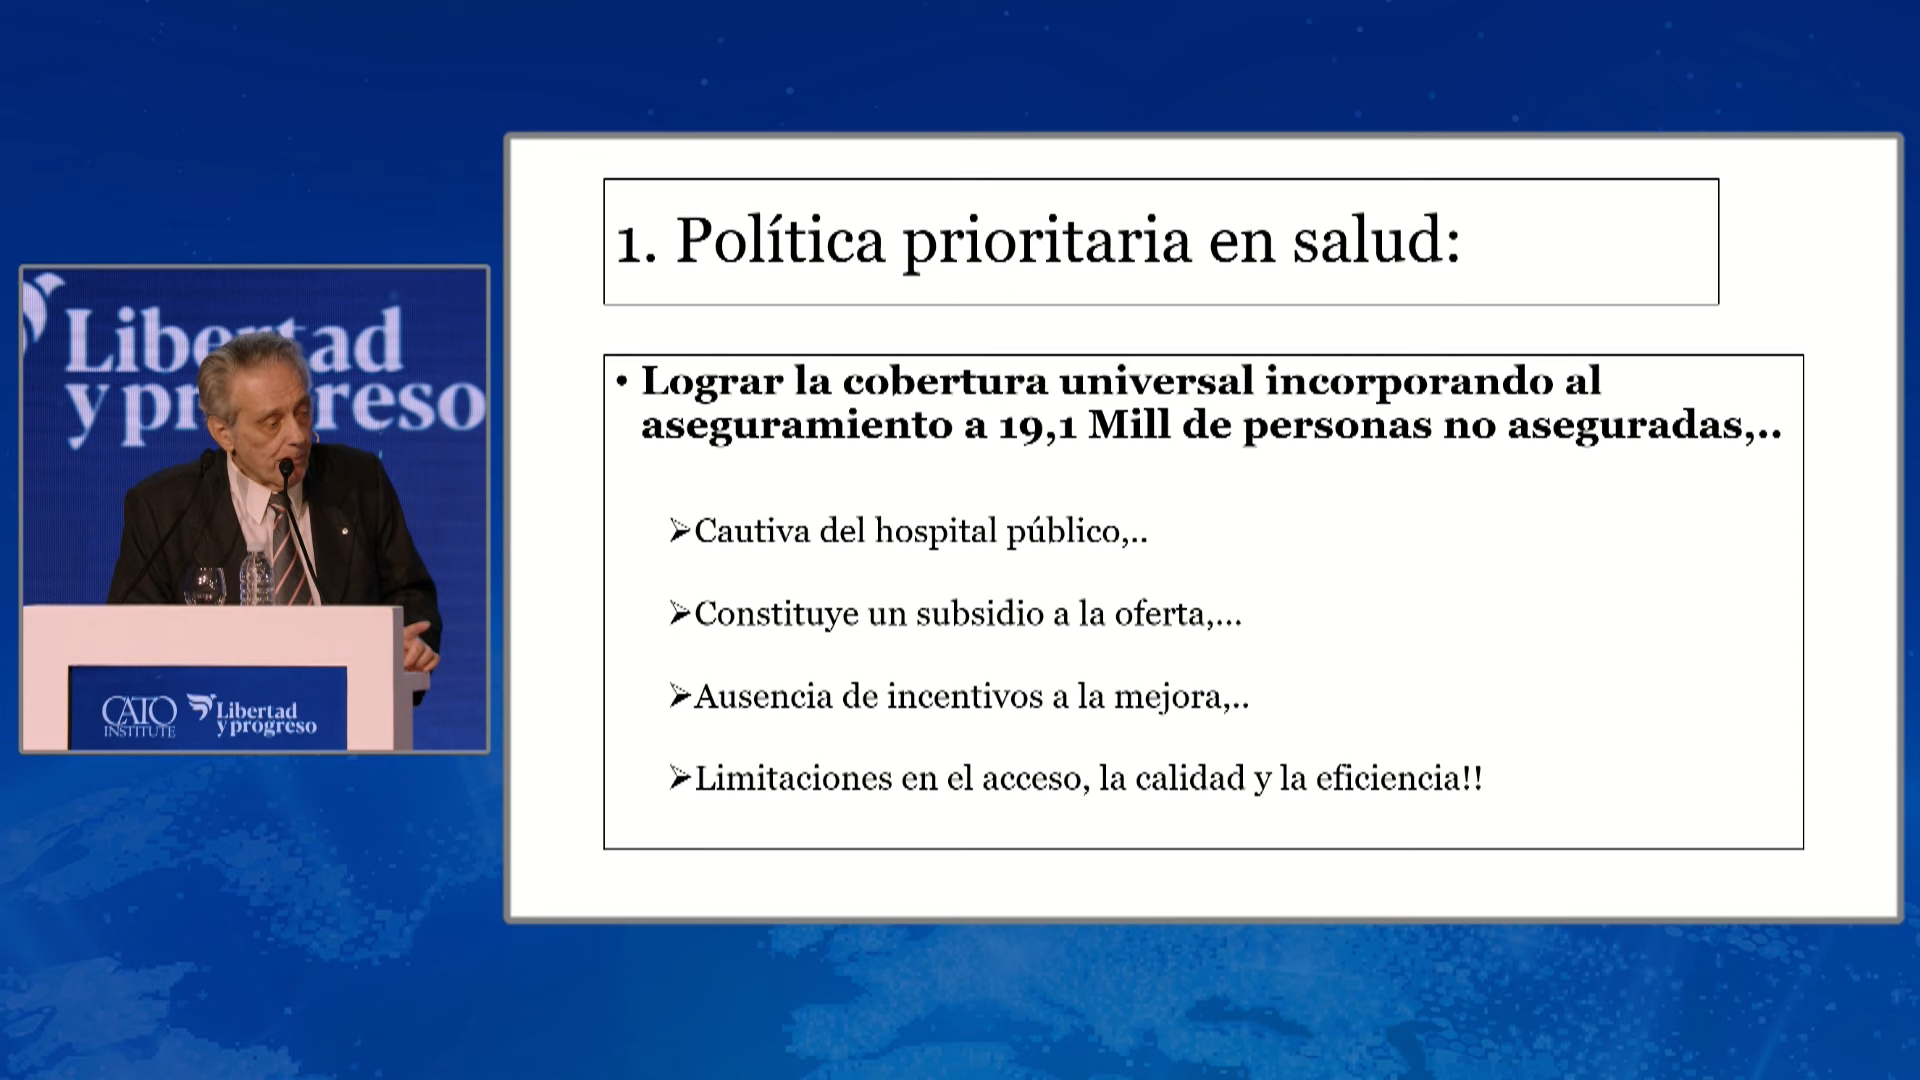 Libertad
y progreso
CATO
INSTITUTE
Libertad
y progreso
1. Política prioritaria en salud:
• Lograr la cobertura universal incorporando al
aseguramiento a 19,1 Mill de personas no aseguradas,..
➢Cautiva del hospital público,..
➢Constituye un subsidio a la oferta,...
➢Ausencia de incentivos a la mejora,..
➢Limitaciones en el acceso, la calidad y la eficiencia!!